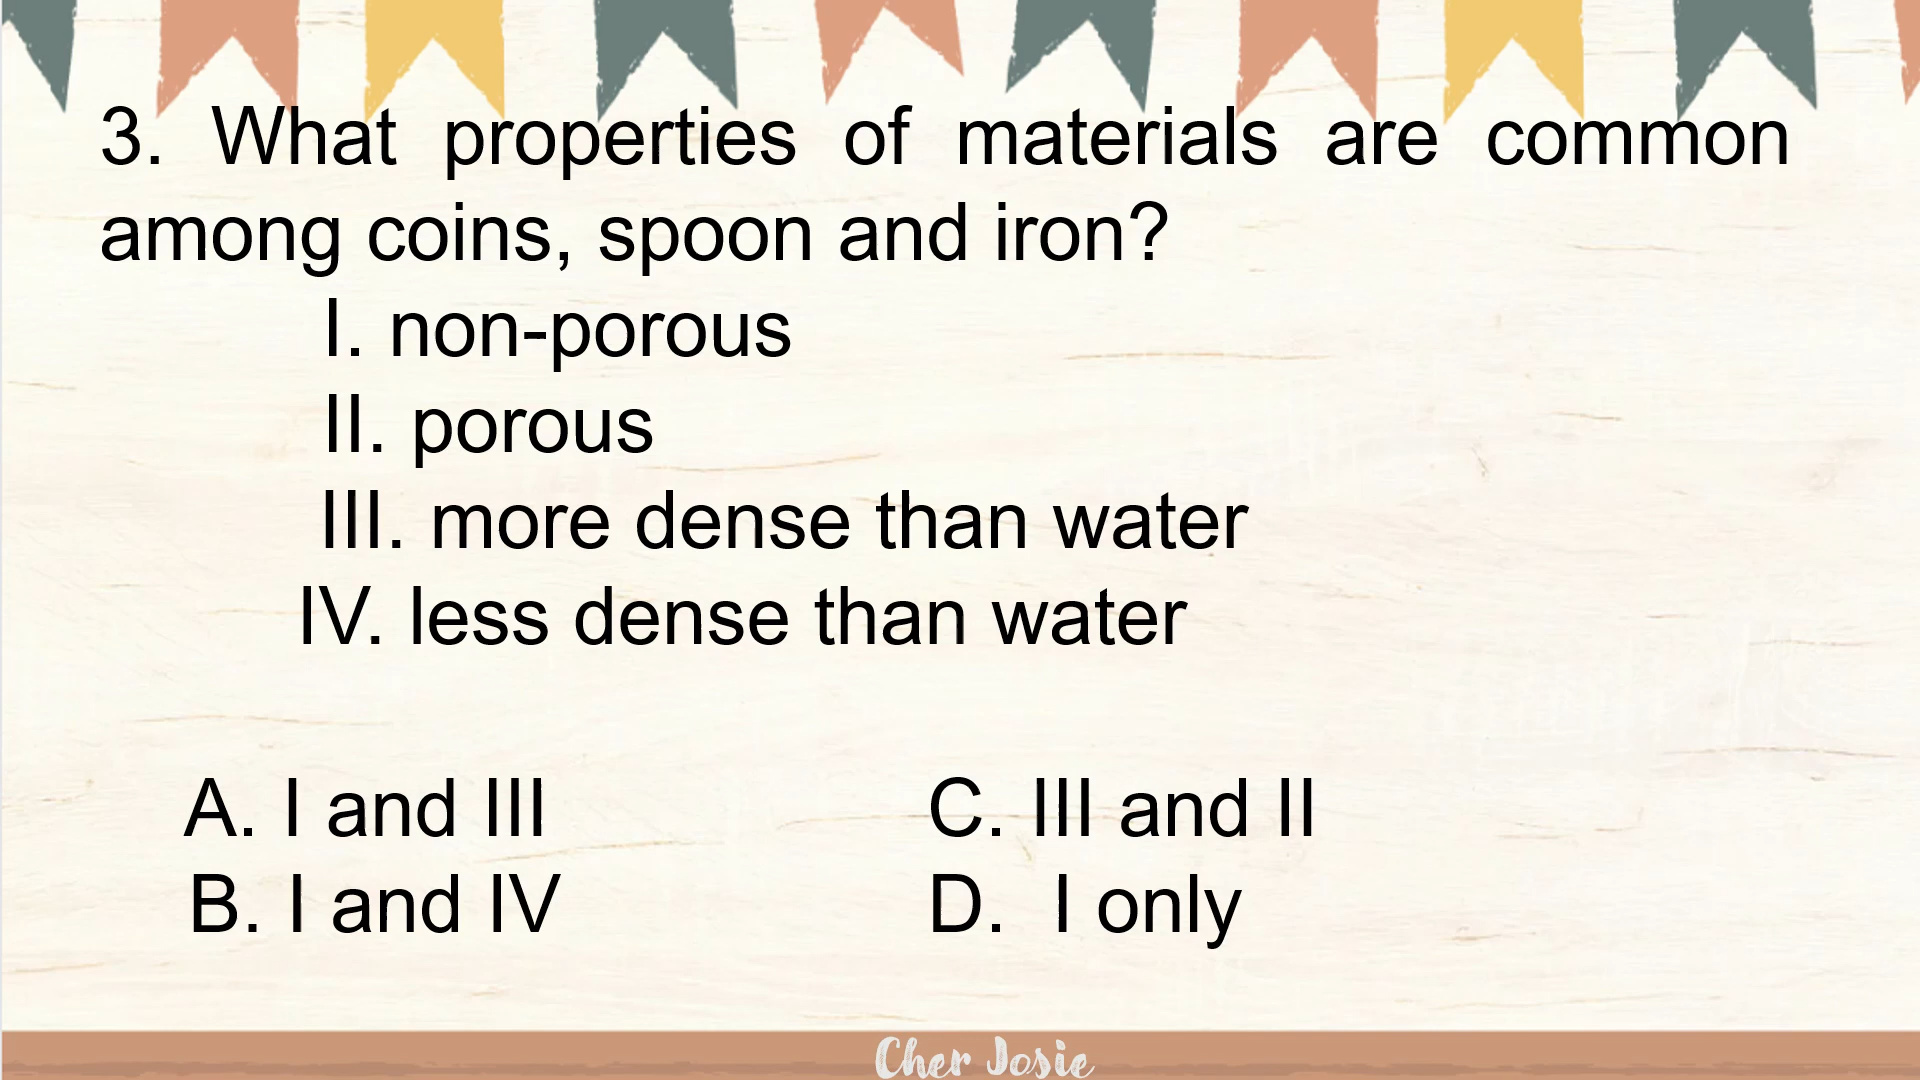 3. What properties of materials are common
among coins, spoon and iron?
I. non-porous
II. porous
III. more dense than water
IV. less dense than water
A. I and III
C. III and II
B. I and IV
D. I only
Cher Josie